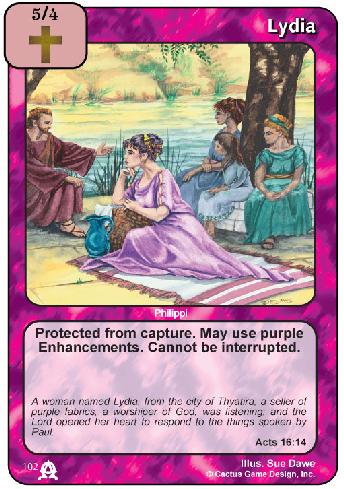 5/4
Lydia
Philippi
Protected from capture. May use purple
Enhancements. Cannot be interrupted.
A woman named Lydia, from the city of Thyatira, a seller of
purple fabrics, a worshiper of God, was listening; and the
Lord opened her heart to respond to the things spoken by
Paul.
Acts 16:14
Illus. Sue Dawe
102
© Cactus Game Design, Inc.